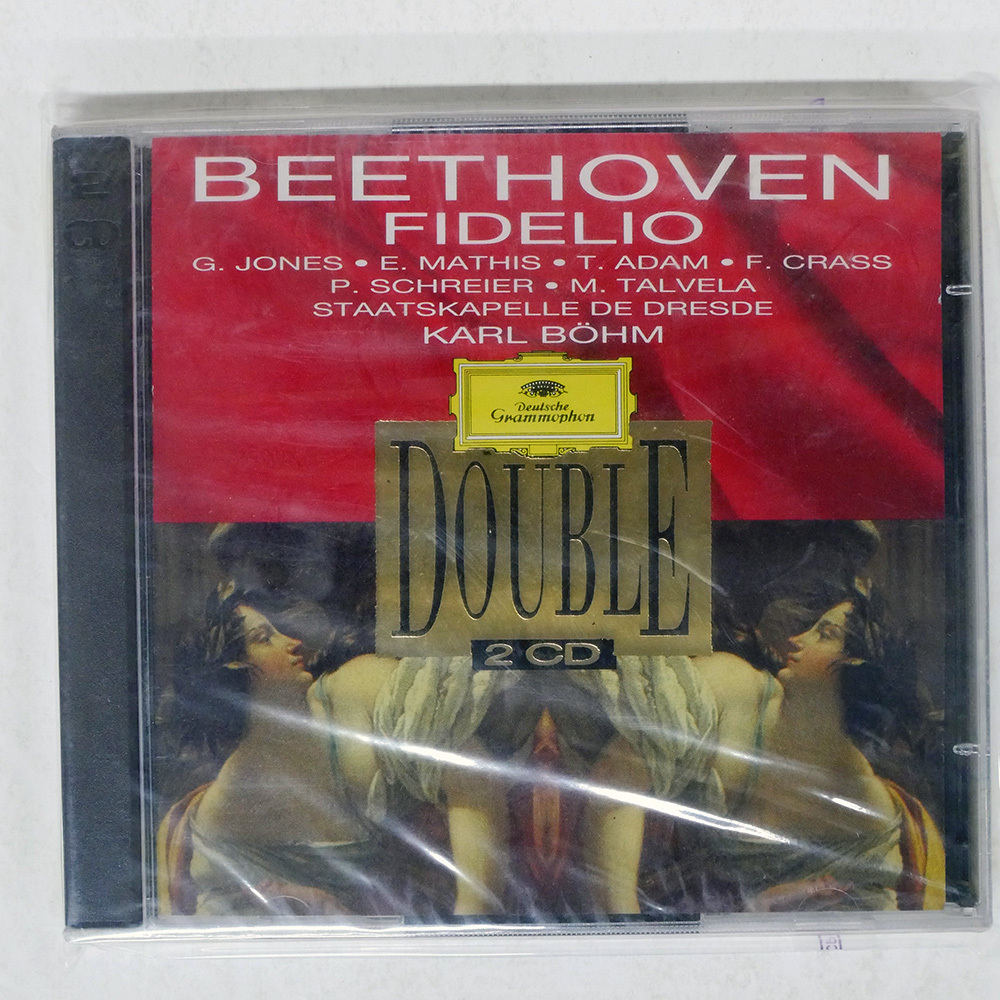 BEETHOVEN
FIDELIO
G. JONES • E. MATHIS • T. ADAM • F. CRASS
P. SCHREIER • M. TALVELA
STAATSKAPELLE DE DRESDE
KARL BÖHM
Deutsche
Grammophon
DOUBLE
2 CD